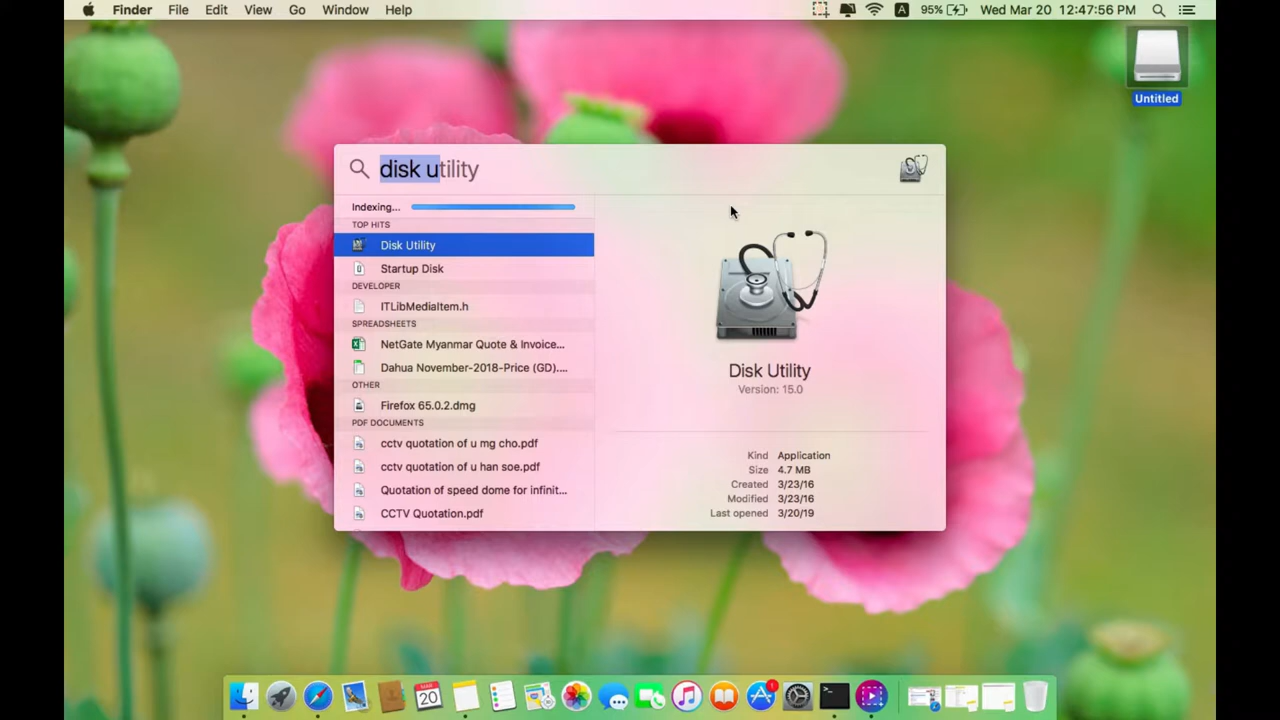 Finder File Edit View Go Window Help A 95% Wed Mar 20 12:47:56 PM
Untitled
disk utility
Indexing...
TOP HITS
Disk Utility
Startup Disk
DEVELOPER
ITLibMediaItem.h
SPREADSHEETS
NetGate Myanmar Quote & Invoice...
Dahua November-2018-Price (GD)....
OTHER
Firefox 65.0.2.dmg
PDF DOCUMENTS
cctv quotation of u mg cho.pdf
cctv quotation of u han soe.pdf
Quotation of speed dome for infinit...
CCTV Quotation.pdf
Disk Utility
Version: 15.0
Kind Application
Size 4.7 MB
Created 3/23/16
Modified 3/23/16
Last opened 3/20/19
MAR
20
1